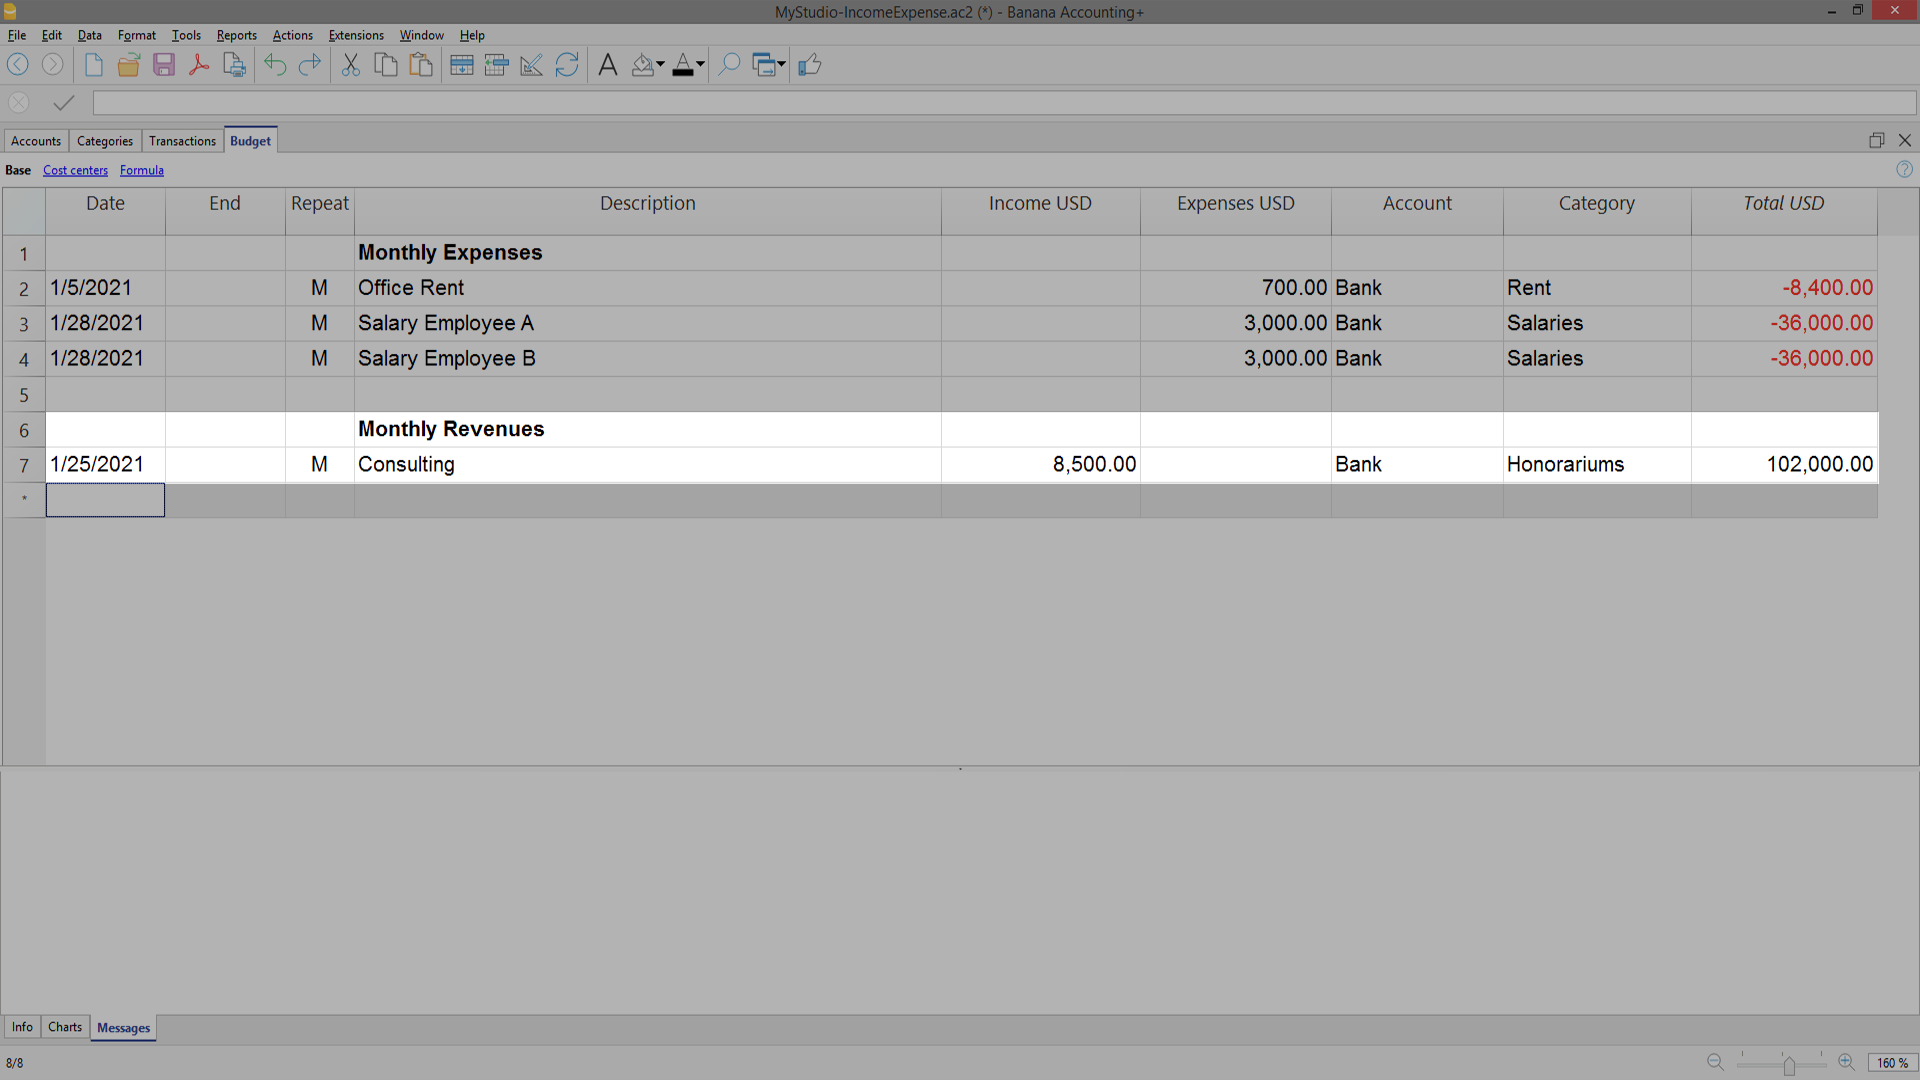 MyStudio-IncomeExpense.ac2 (*) - Banana Accounting+
File Edit Data Format Tools Reports Actions Extensions Window Help
Accounts Categories Transactions Budget
Base Cost centers Formula
Date End Repeat Description Income USD Expenses USD Account Category Total USD
1 Monthly Expenses
2 1/5/2021 M Office Rent 700.00 Bank Rent -8,400.00
3 1/28/2021 M Salary Employee A 3,000.00 Bank Salaries -36,000.00
4 1/28/2021 M Salary Employee B 3,000.00 Bank Salaries -36,000.00
5
6 Monthly Revenues
7 1/25/2021 M Consulting 8,500.00 Bank Honorariums 102,000.00
*
Info Charts Messages
8/8 160 %